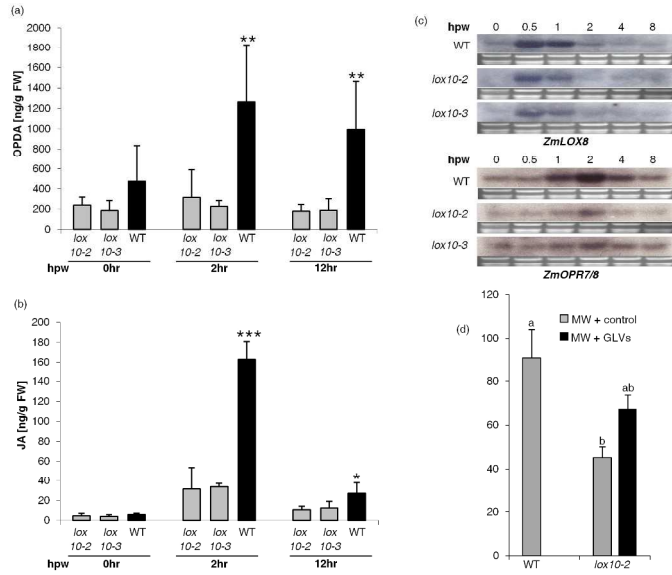 (a)
OPDA [ng/g FW]
2000
1800
1600
1400
1200
1000
800
600
400
200
0
**
**
lox 10-2
lox 10-3
WT
lox 10-2
lox 10-3
WT
lox 10-2
lox 10-3
WT
hpw 0hr 2hr 12hr
(b)
JA [ng/g FW]
200
180
160
140
120
100
80
60
40
20
0
***
*
lox 10-2
lox 10-3
WT
lox 10-2
lox 10-3
WT
lox 10-2
lox 10-3
WT
hpw 0hr 2hr 12hr
(c)
hpw 0 0.5 1 2 4 8
WT
lox10-2
lox10-3
ZmLOX8
hpw 0 0.5 1 2 4 8
WT
lox10-2
lox10-3
ZmOPR7/8
(d)
120
100
80
60
40
20
0
MW + control
MW + GLVs
a
b
ab
WT
lox10-2